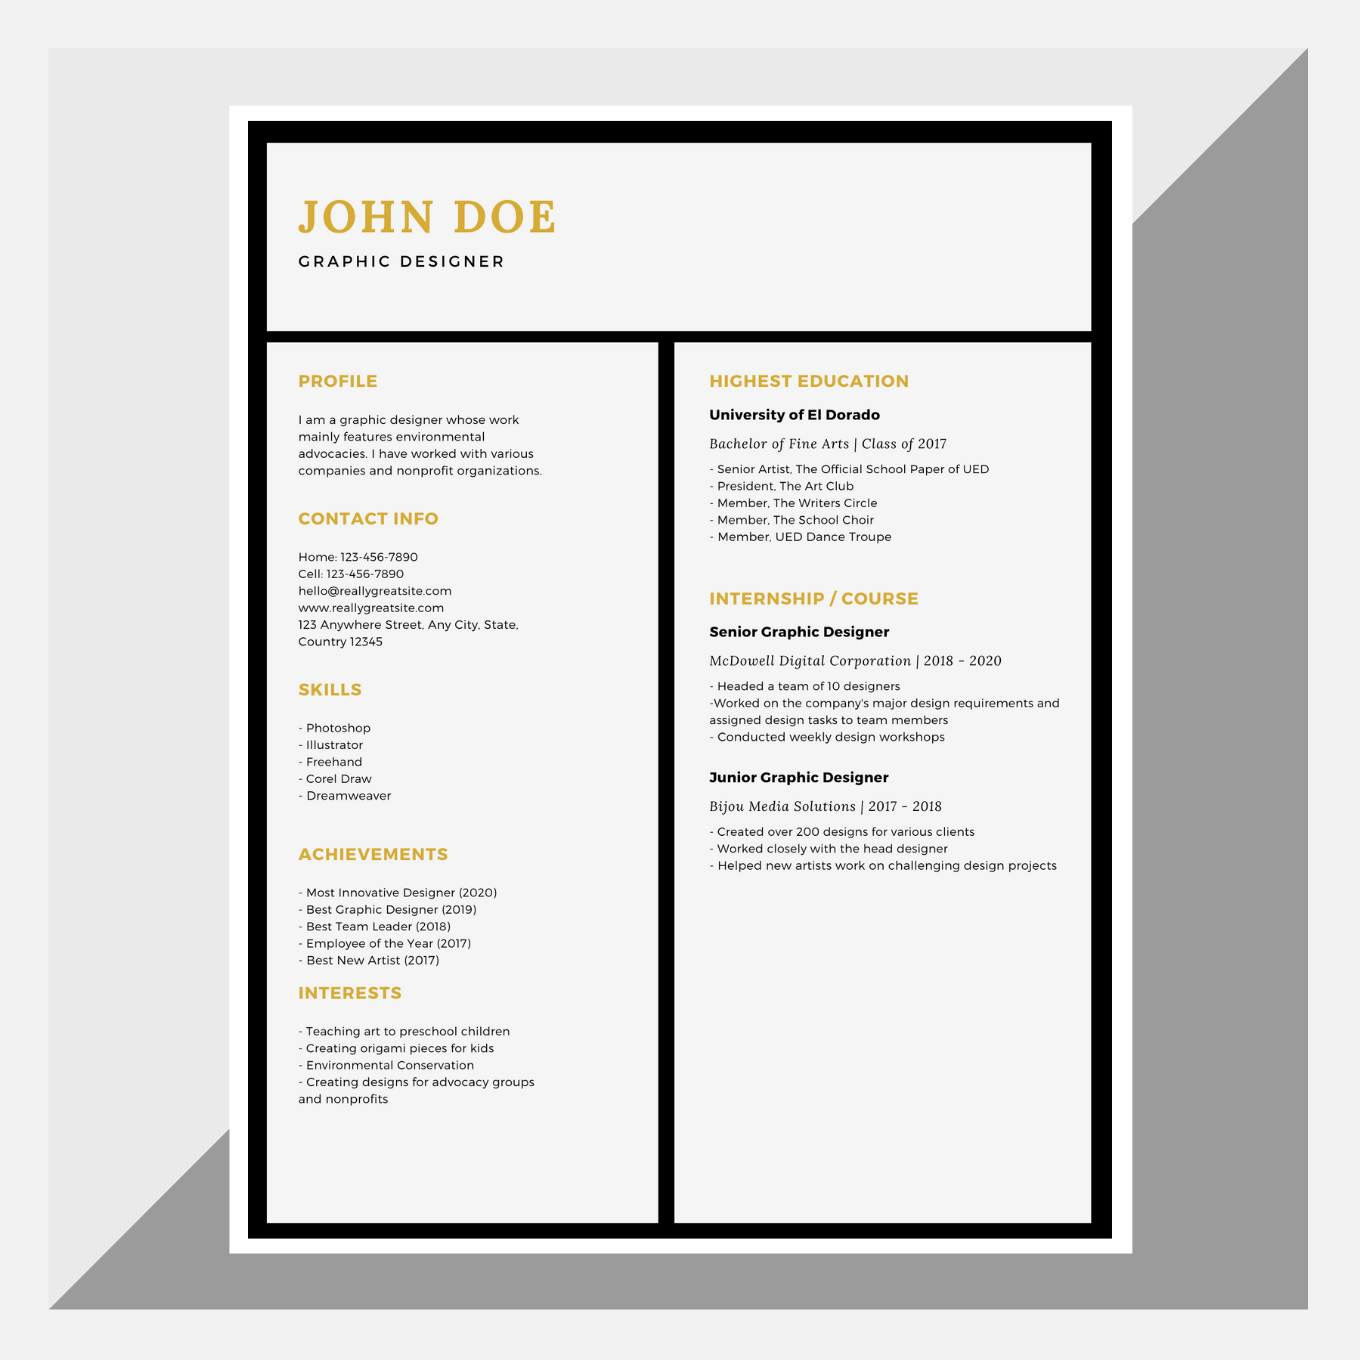 JOHN DOE
GRAPHIC DESIGNER
PROFILE
I am a graphic designer whose work
mainly features environmental
advocacies. I have worked with various
companies and nonprofit organizations.
CONTACT INFO
Home: 123-456-7890
Cell: 123-456-7890
hello@reallygreatsite.com
www.reallygreatsite.com
123 Anywhere Street, Any City, State,
Country 12345
SKILLS
- Photoshop
- Illustrator
- Freehand
- Corel Draw
- Dreamweaver
ACHIEVEMENTS
- Most Innovative Designer (2020)
- Best Graphic Designer (2019)
- Best Team Leader (2018)
- Employee of the Year (2017)
- Best New Artist (2017)
INTERESTS
- Teaching art to preschool children
- Creating origami pieces for kids
- Environmental Conservation
- Creating designs for advocacy groups
and nonprofits
HIGHEST EDUCATION
University of El Dorado
Bachelor of Fine Arts | Class of 2017
- Senior Artist, The Official School Paper of UED
- President, The Art Club
- Member, The Writers Circle
- Member, The School Choir
- Member, UED Dance Troupe
INTERNSHIP / COURSE
Senior Graphic Designer
McDowell Digital Corporation | 2018 - 2020
- Headed a team of 10 designers
-Worked on the company's major design requirements and
assigned design tasks to team members
- Conducted weekly design workshops
Junior Graphic Designer
Bijou Media Solutions | 2017 - 2018
- Created over 200 designs for various clients
- Worked closely with the head designer
- Helped new artists work on challenging design projects